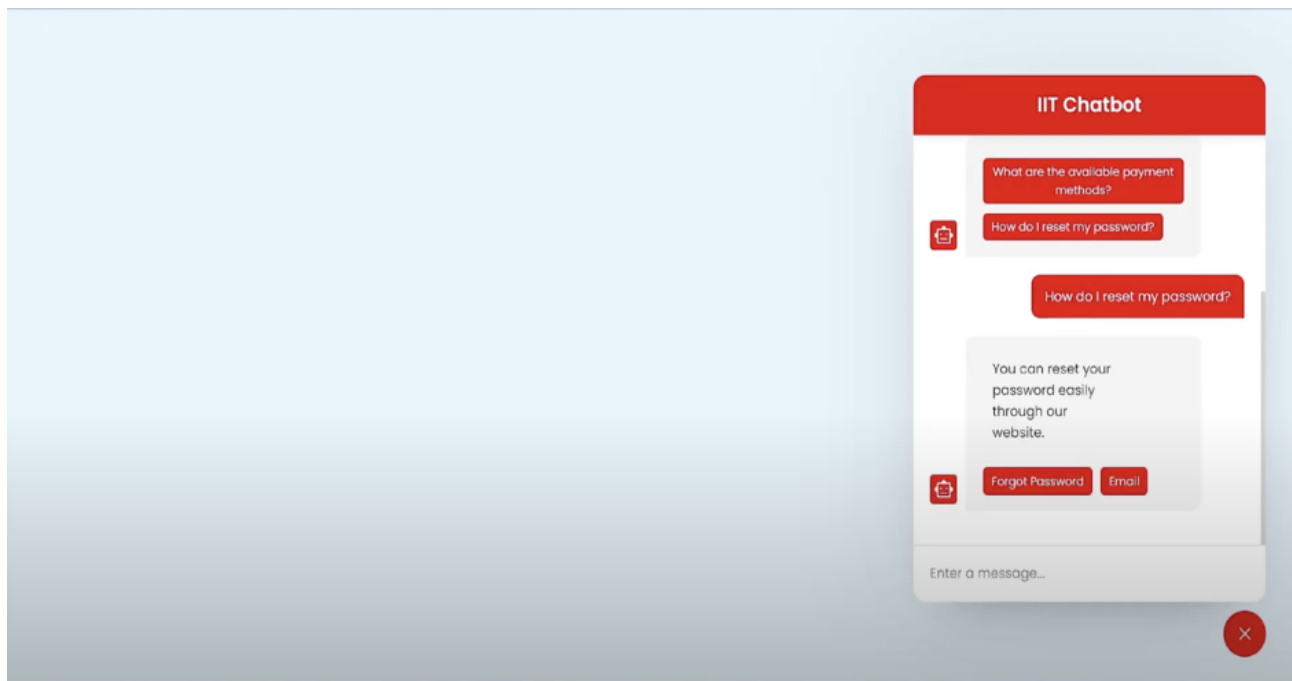 IIT Chatbot
What are the available payment
methods?
How do I reset my password?
How do I reset my password?
You can reset your
password easily
through our
website.
Forgot Password Email
Enter a message...